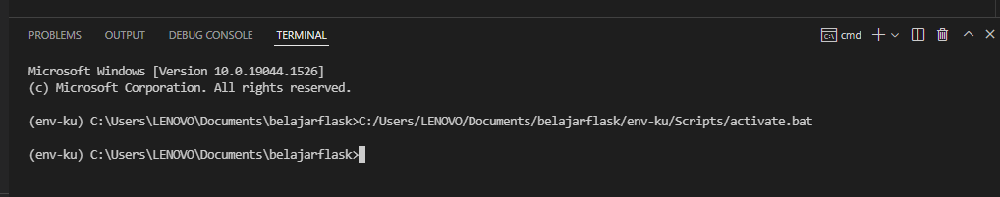 PROBLEMS OUTPUT DEBUG CONSOLE TERMINAL cmd
Microsoft Windows [Version 10.0.19044.1526]
(c) Microsoft Corporation. All rights reserved.
(env-ku) C:\Users\LENOVO\Documents\belajarflask>C:/Users/LENOVO/Documents/belajarflask/env-ku/Scripts/activate.bat
(env-ku) C:\Users\LENOVO\Documents\belajarflask>